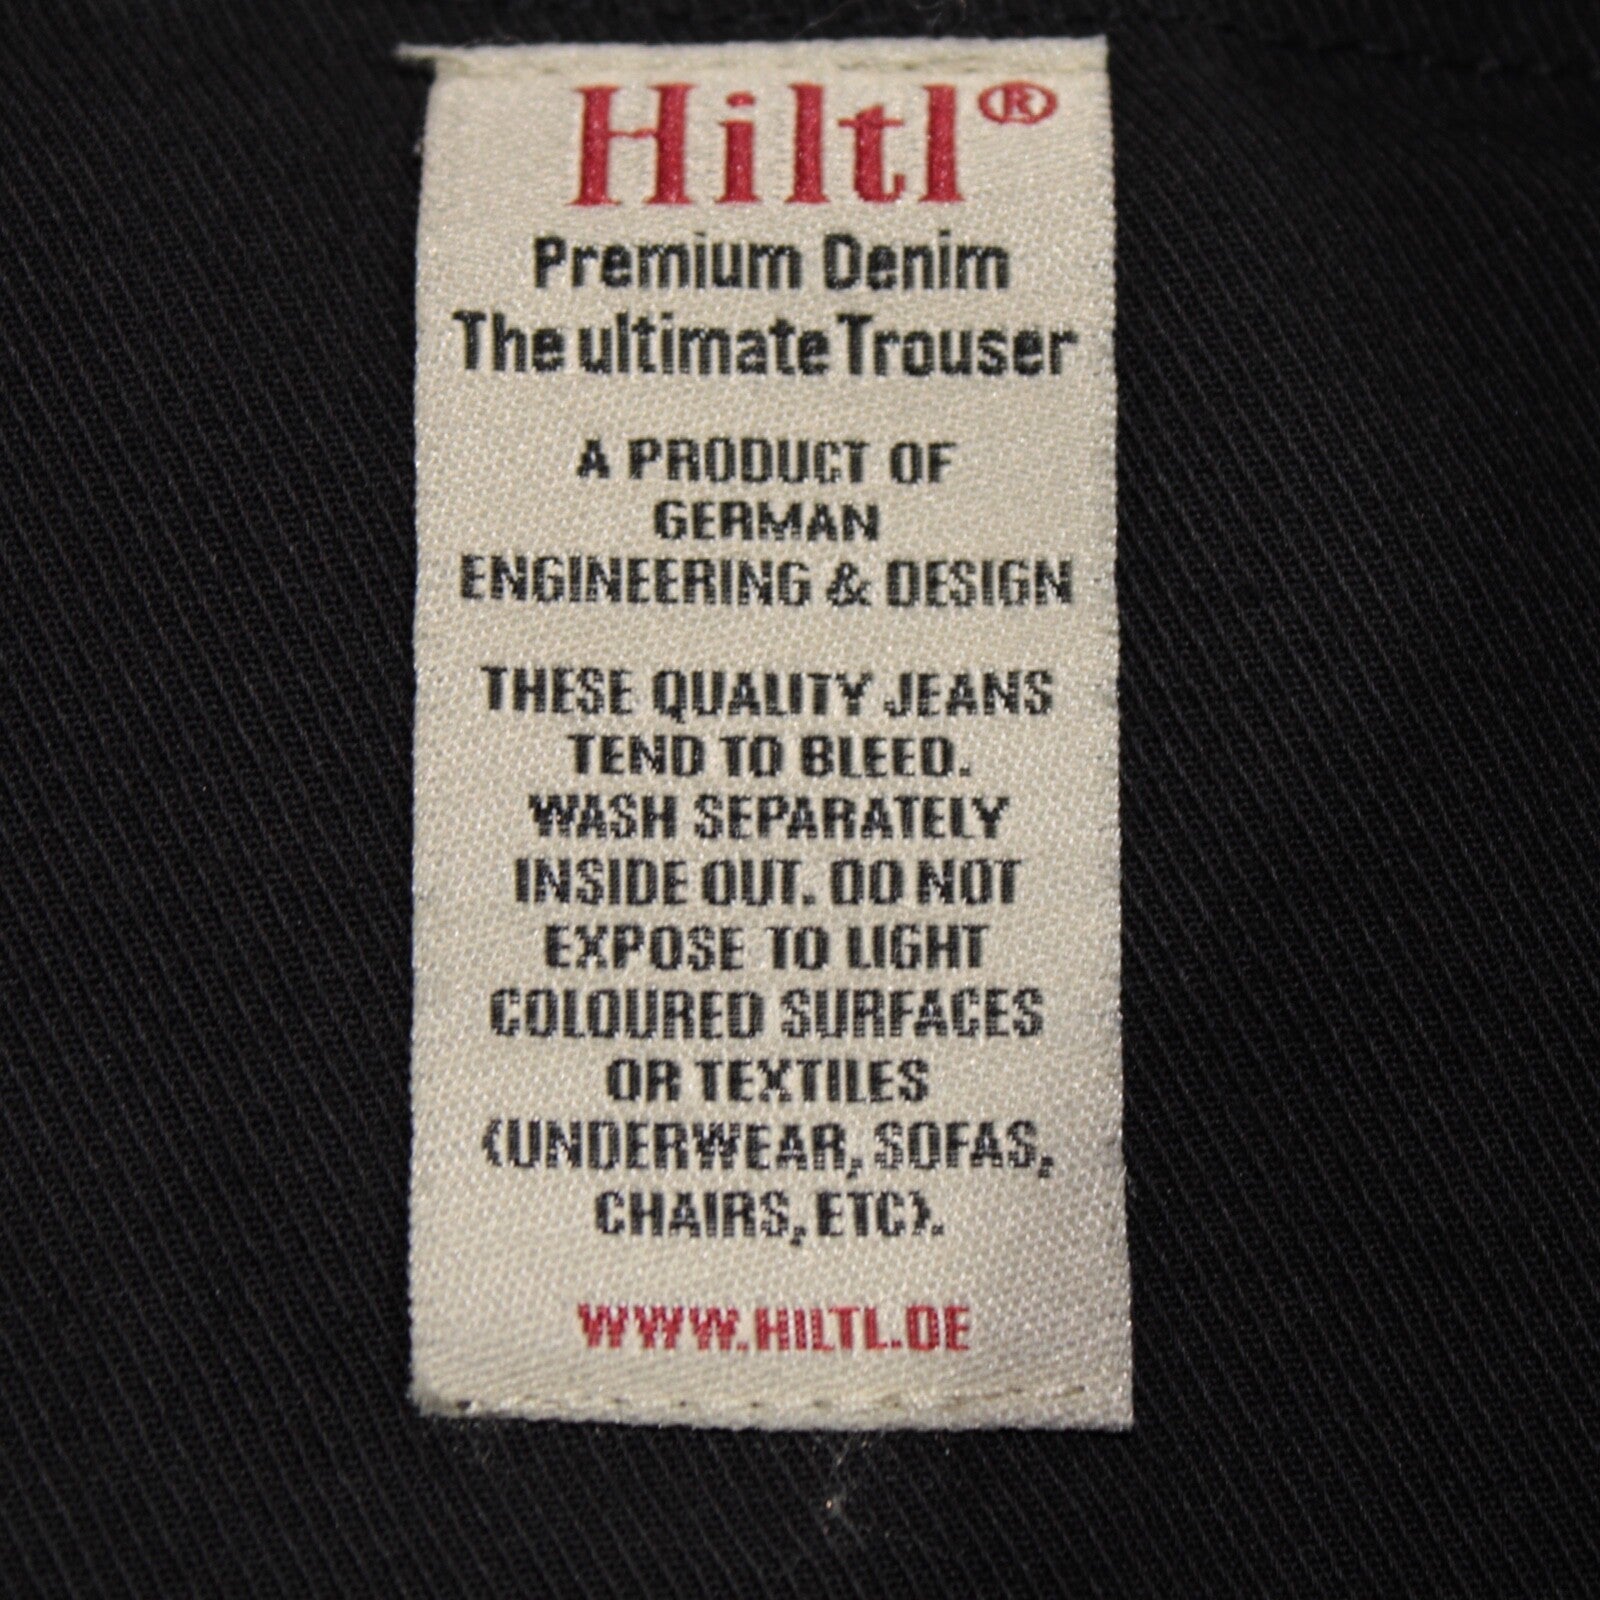 Hiltl®
Premium Denim
The ultimate Trouser
A PRODUCT OF
GERMAN
ENGINEERING & DESIGN
THESE QUALITY JEANS
TEND TO BLEED.
WASH SEPARATELY
INSIDE OUT. DO NOT
EXPOSE TO LIGHT
COLOURED SURFACES
OR TEXTILES
(UNDERWEAR, SOFAS,
CHAIRS, ETC).
WWW.HILTL.DE